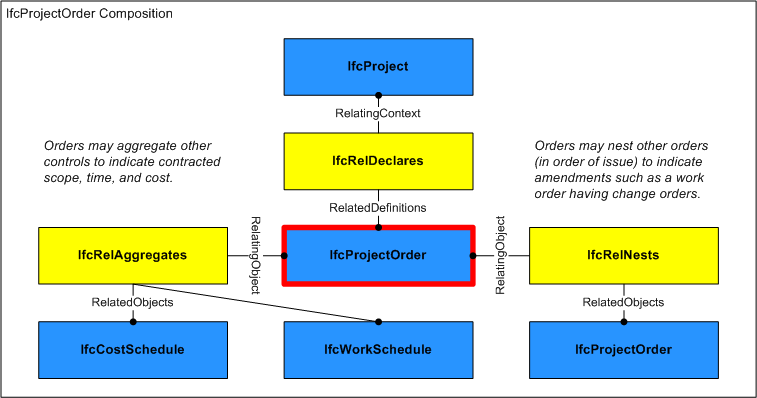 IfcProjectOrder Composition
IfcProject
RelatingContext
Orders may aggregate other
controls to indicate contracted
scope, time, and cost.
IfcRelDeclares
Orders may nest other orders
(in order of issue) to indicate
amendments such as a work
order having change orders.
RelatedDefinitions
IfcRelAggregates
RelatingObject
IfcProjectOrder
RelatingObject
IfcRelNests
RelatedObjects
RelatedObjects
IfcCostSchedule
IfcWorkSchedule
IfcProjectOrder